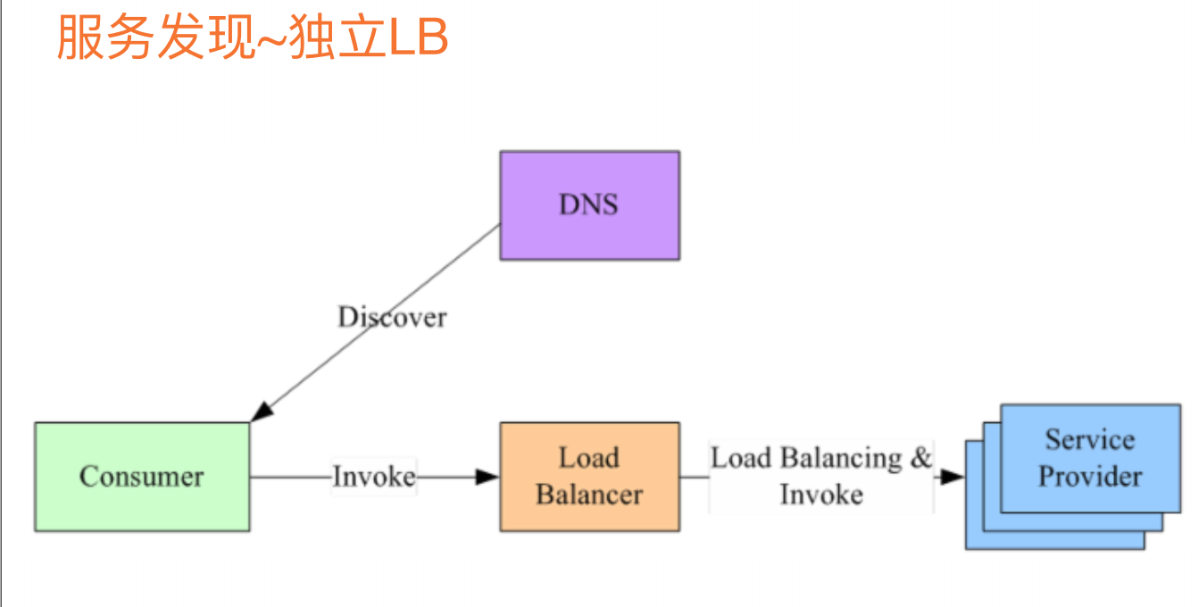 服务发现~独立LB
DNS
Discover
Consumer
Invoke
Load
Balancer
Load Balancing &
Invoke
Service
Provider